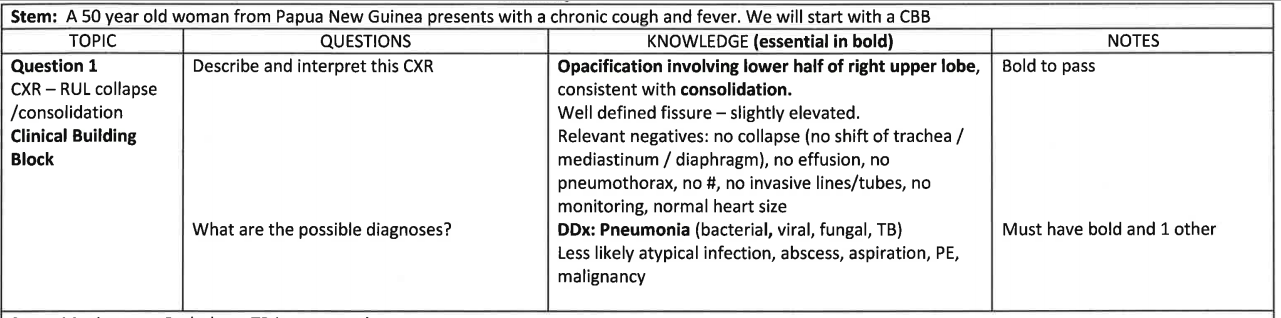 Stem: A 50 year old woman from Papua New Guinea presents with a chronic cough and fever. We will start with a CBB
TOPIC
QUESTIONS
KNOWLEDGE (essential in bold)
NOTES
Question 1
CXR – RUL collapse
/consolidation
Clinical Building
Block
Describe and interpret this CXR
Opacification involving lower half of right upper lobe,
consistent with consolidation.
Well defined fissure – slightly elevated.
Relevant negatives: no collapse (no shift of trachea /
mediastinum / diaphragm), no effusion, no
pneumothorax, no #, no invasive lines/tubes, no
monitoring, normal heart size
Bold to pass
What are the possible diagnoses?
DDx: Pneumonia (bacterial, viral, fungal, TB)
Less likely atypical infection, abscess, aspiration, PE,
malignancy
Must have bold and 1 other